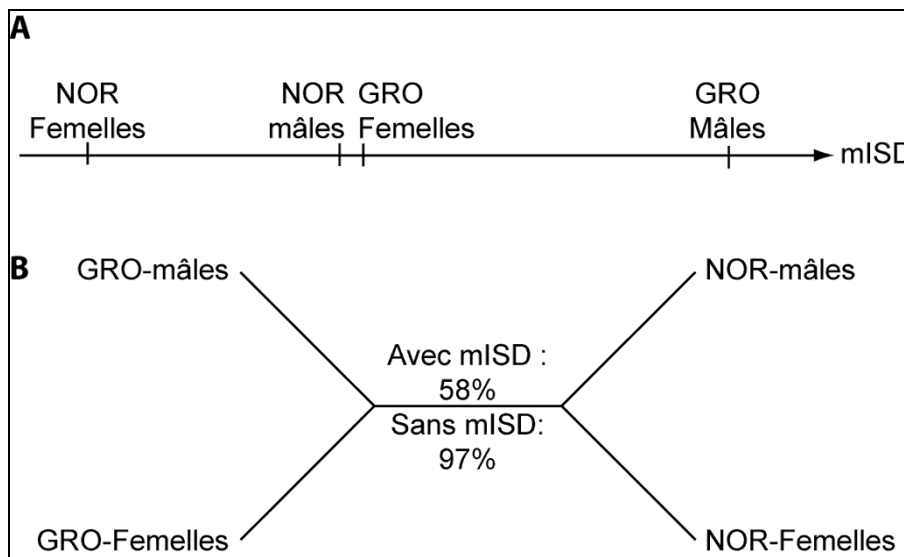 A
NOR NOR GRO GRO
Femelles mâles Femelles Mâles
mISD
B GRO-mâles NOR-mâles
Avec mISD :
58%
Sans mISD:
97%
GRO-Femelles NOR-Femelles